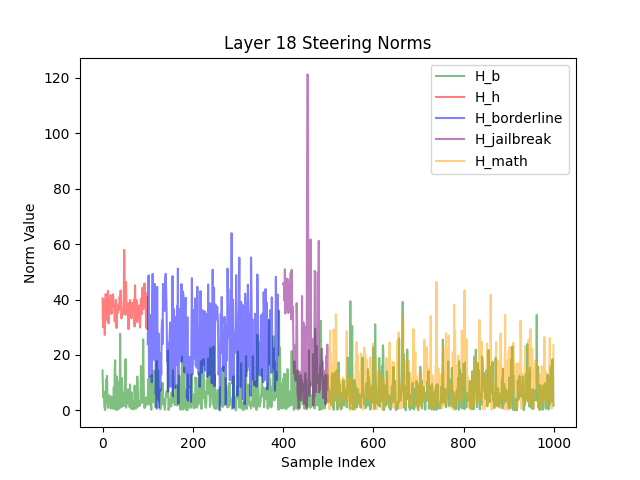 Layer 18 Steering Norms
H_b
H_h
H_borderline
H_jailbreak
H_math
Norm Value
120
100
80
60
40
20
0
0 200 400 600 800 1000
Sample Index